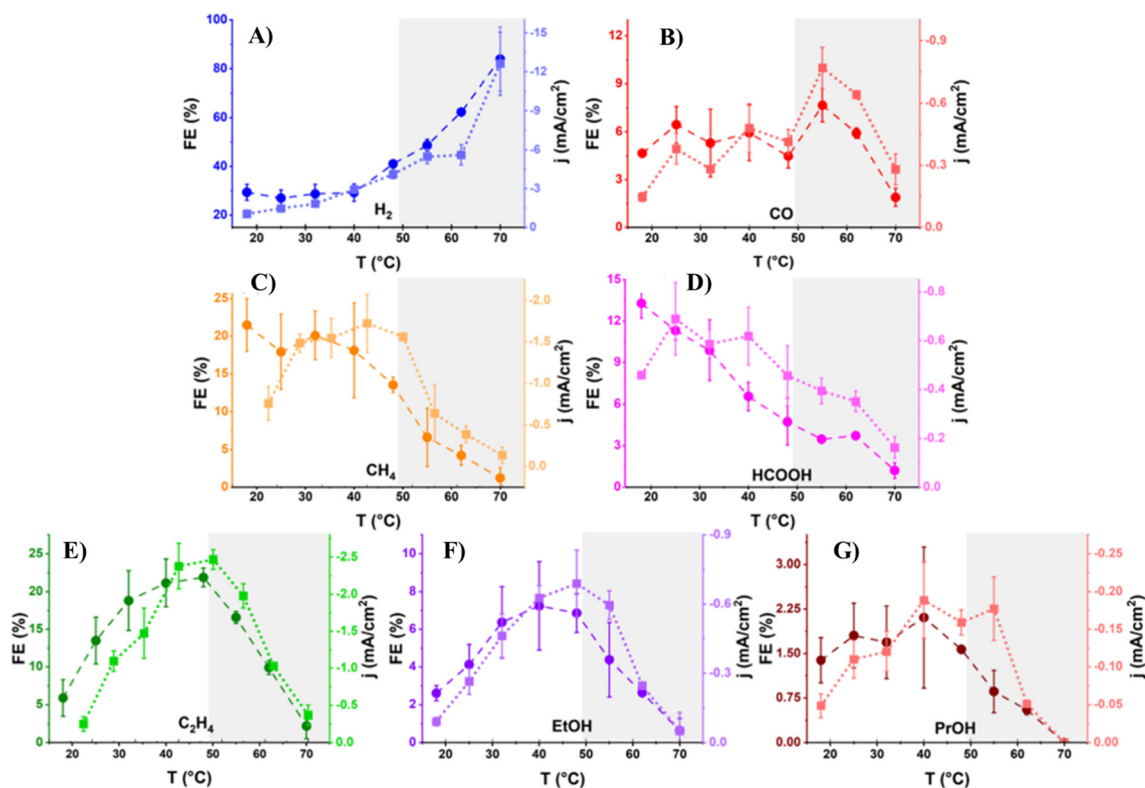 A)
FE (%)
100
80
60
40
20
j (mA/cm²)
-15
-12
-9
-6
-3
0
H₂
20 30 40 50 60 70
T (°C)
B)
FE (%)
12
9
6
3
0
j (mA/cm²)
-0.9
-0.6
-0.3
0.0
CO
20 30 40 50 60 70
T (°C)
C)
FE (%)
25
20
15
10
5
0
j (mA/cm²)
-2.0
-1.5
-1.0
-0.5
0.0
CH₄
20 30 40 50 60 70
T (°C)
D)
FE (%)
15
12
9
6
3
0
j (mA/cm²)
-0.8
-0.6
-0.4
-0.2
0.0
HCOOH
20 30 40 50 60 70
T (°C)
E)
FE (%)
25
20
15
10
5
0
j (mA/cm²)
-2.5
-2.0
-1.5
-1.0
-0.5
0.0
C₂H₄
20 30 40 50 60 70
T (°C)
F)
FE (%)
10
8
6
4
2
0
j (mA/cm²)
-0.9
-0.6
-0.3
0.0
EtOH
20 30 40 50 60 70
T (°C)
G)
FE (%)
3.00
2.25
1.50
0.75
0.00
j (mA/cm²)
-0.25
-0.20
-0.15
-0.10
-0.05
0.00
PrOH
20 30 40 50 60 70
T (°C)